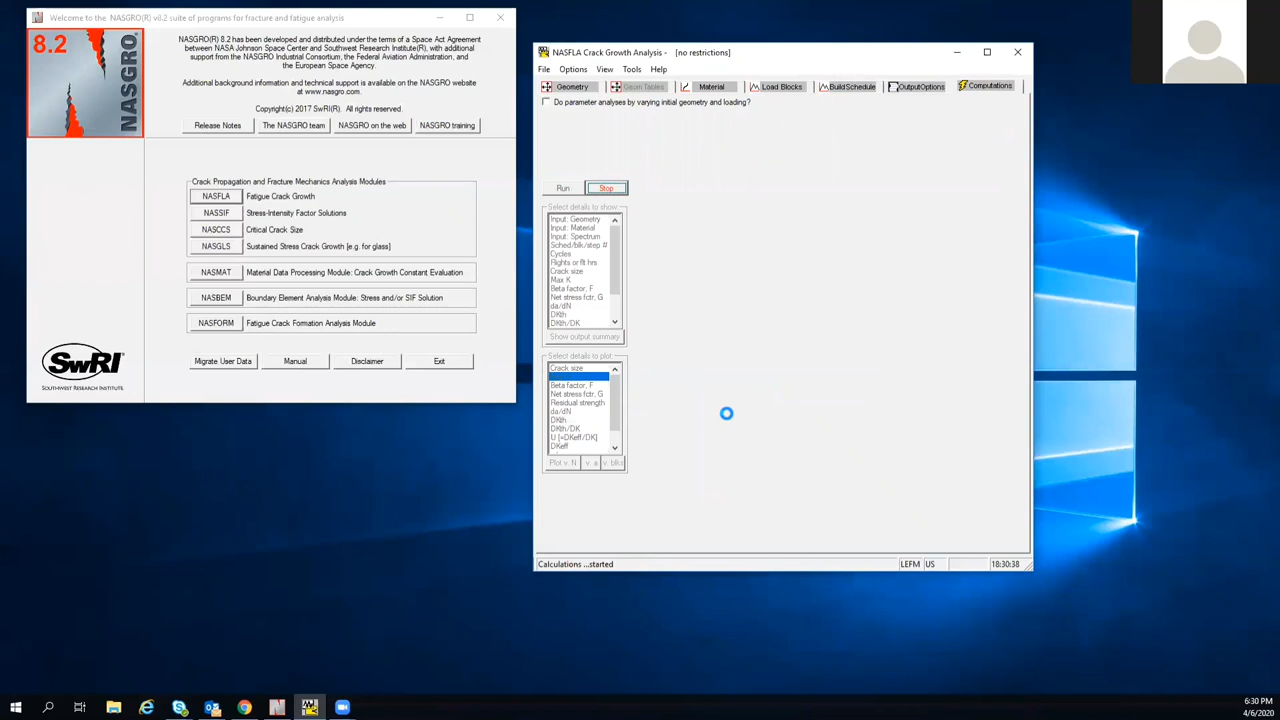 Welcome to the NASGRO(R) v8.2 suite of programs for fracture and fatigue analysis
8.2
NASGRO
NASGRO(R) 8.2 has been developed and distributed under the terms of a Space Act Agreement
between NASA Johnson Space Center and Southwest Research Institute(R), with additional
support from the NASGRO Industrial Consortium, the Federal Aviation Administration, and
the European Space Agency.
Additional background information and technical support is available on the NASGRO website
at www.nasgro.com.
Copyright(c) 2017 SwRI(R). All rights reserved.
Release Notes
The NASGRO team
NASGRO on the web
NASGRO training
Crack Propagation and Fracture Mechanics Analysis Modules
NASFLA Fatigue Crack Growth
NASSIF Stress-Intensity Factor Solutions
NASCCS Critical Crack Size
NASGLS Sustained Stress Crack Growth [e.g. for glass]
NASMAT Material Data Processing Module: Crack Growth Constant Evaluation
NASBEM Boundary Element Analysis Module: Stress and/or SIF Solution
NASFORM Fatigue Crack Formation Analysis Module
Migrate User Data
Manual
Disclaimer
Exit
SwRI
SOUTHWEST RESEARCH INSTITUTE
NASFLA Crack Growth Analysis - [no restrictions]
File Options View Tools Help
Geometry
Geom Tables
Material
Load Blocks
BuildSchedule
OutputOptions
Computations
Do parameter analyses by varying initial geometry and loading?
Run
Stop
Select details to show:
Input: Geometry
Input: Material
Input: Spectrum
Sched/blk/step #
Cycles
Flights or flt hrs
Crack size
Max K
Beta factor, F
Net stress fctr, G
da/dN
DKth
DKth/DK
Show output summary
Select details to plot:
Crack size
Beta factor, F
Net stress fctr, G
Residual strength
da/dN
DKth
DKth/DK
U [=DKeff/DK]
DKeff
Plot v. N
v. a
v. blks
Calculations ...started
LEFM
US
18:30:38
6:30 PM
4/6/2020